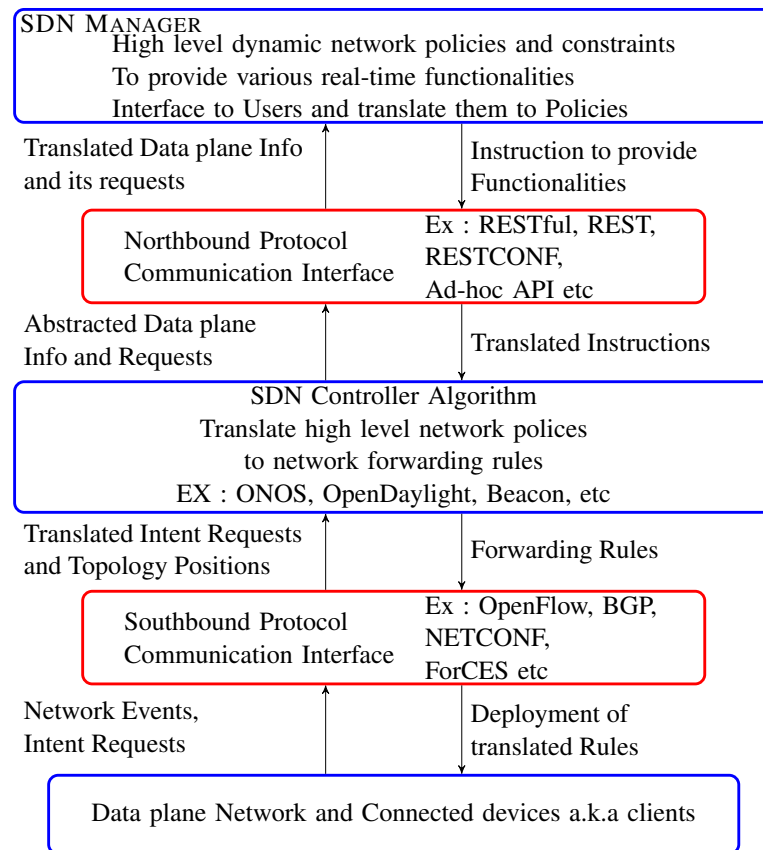 SDN MANAGER
High level dynamic network policies and constraints
To provide various real-time functionalities
Interface to Users and translate them to Policies
Translated Data plane Info
and its requests
Instruction to provide
Functionalities
Northbound Protocol
Communication Interface
Ex : RESTful, REST,
RESTCONF,
Ad-hoc API etc
Abstracted Data plane
Info and Requests
Translated Instructions
SDN Controller Algorithm
Translate high level network polices
to network forwarding rules
EX : ONOS, OpenDaylight, Beacon, etc
Translated Intent Requests
and Topology Positions
Forwarding Rules
Southbound Protocol
Communication Interface
Ex : OpenFlow, BGP,
NETCONF,
ForCES etc
Network Events,
Intent Requests
Deployment of
translated Rules
Data plane Network and Connected devices a.k.a clients